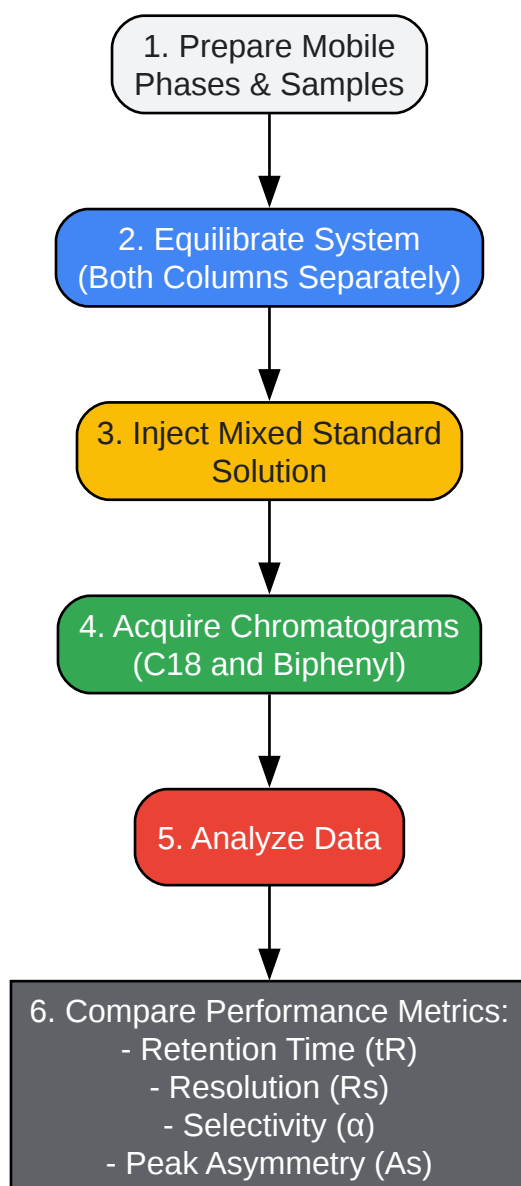 1. Prepare Mobile
Phases & Samples
2. Equilibrate System
(Both Columns Separately)
3. Inject Mixed Standard
Solution
4. Acquire Chromatograms
(C18 and Biphenyl)
5. Analyze Data
6. Compare Performance Metrics:
- Retention Time (tR)
- Resolution (Rs)
- Selectivity (α)
- Peak Asymmetry (As)